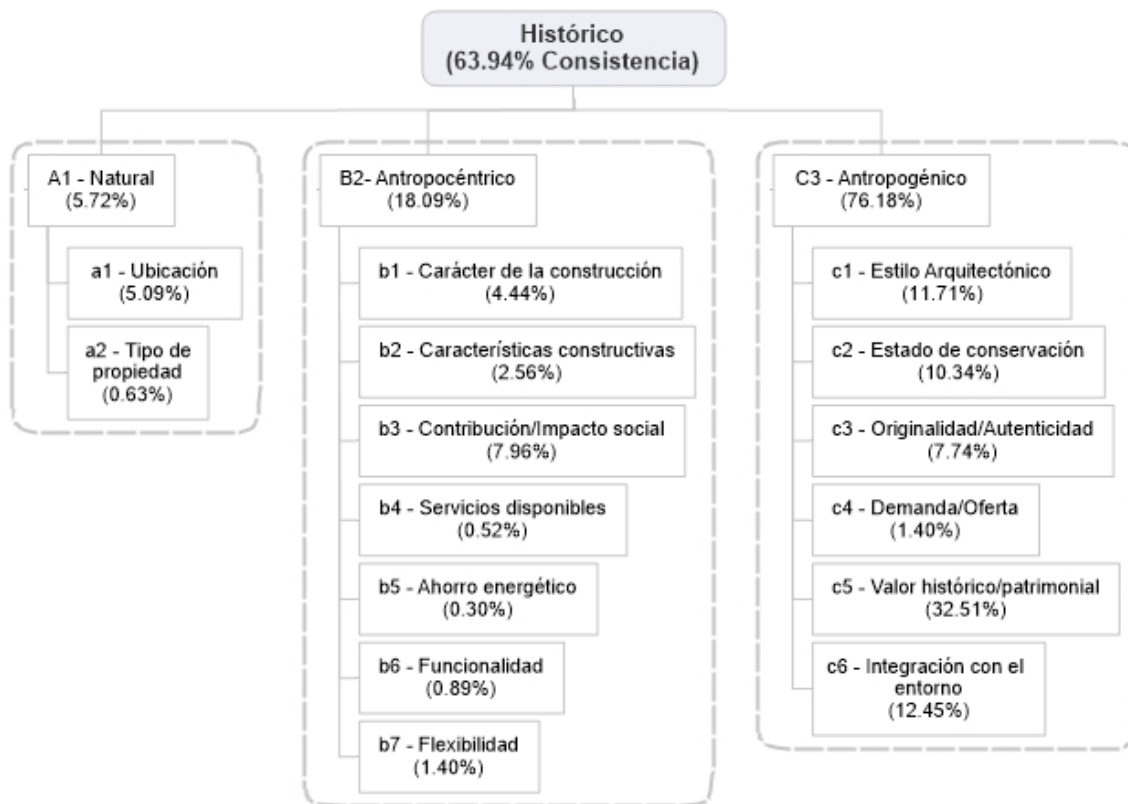 Histórico
(63.94% Consistencia)
A1 - Natural
(5.72%)
a1 - Ubicación
(5.09%)
a2 - Tipo de
propiedad
(0.63%)
B2- Antropocéntrico
(18.09%)
b1 - Carácter de la construcción
(4.44%)
b2 - Características constructivas
(2.56%)
b3 - Contribución/Impacto social
(7.96%)
b4 - Servicios disponibles
(0.52%)
b5 - Ahorro energético
(0.30%)
b6 - Funcionalidad
(0.89%)
b7 - Flexibilidad
(1.40%)
C3 - Antropogénico
(76.18%)
c1 - Estilo Arquitectónico
(11.71%)
c2 - Estado de conservación
(10.34%)
c3 - Originalidad/Autenticidad
(7.74%)
c4 - Demanda/Oferta
(1.40%)
c5 - Valor histórico/patrimonial
(32.51%)
c6 - Integración con el
entorno
(12.45%)